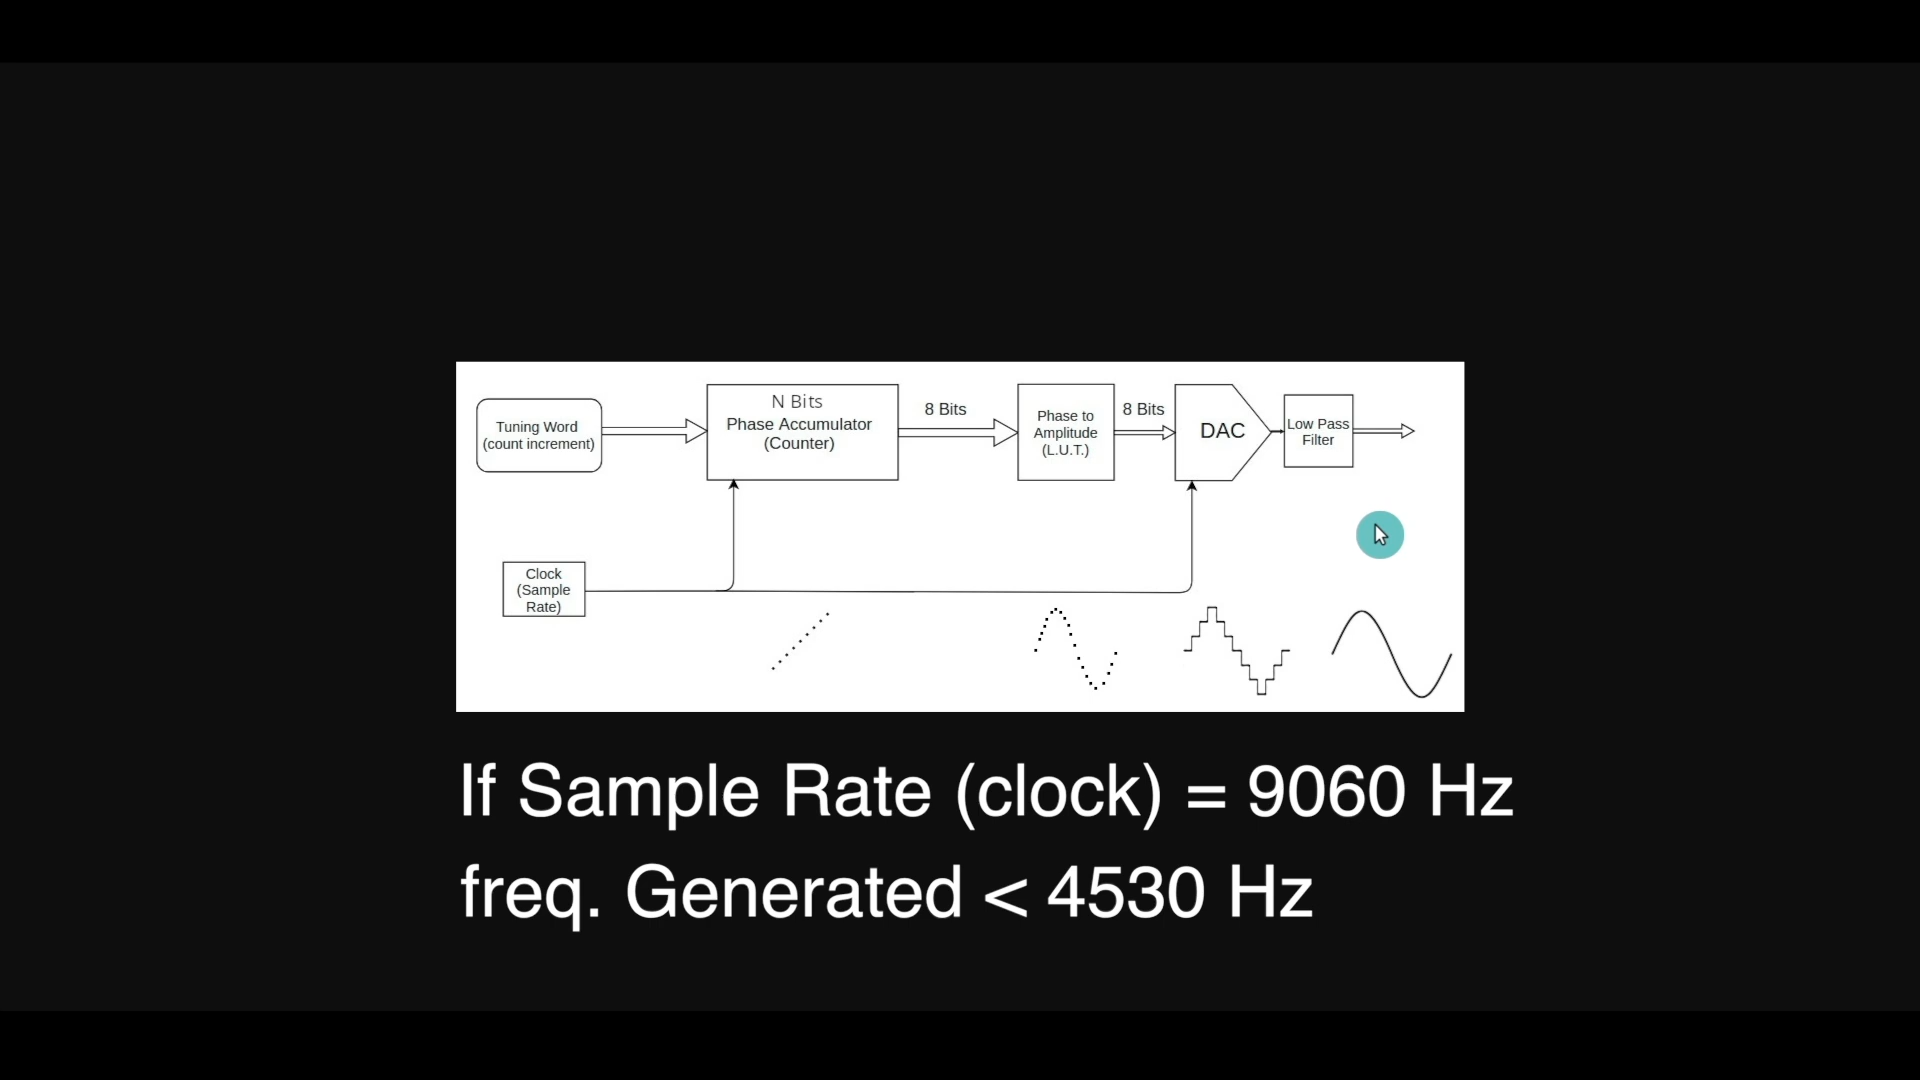 N Bits
Phase Accumulator
(Counter)
Tuning Word
(count increment)
8 Bits
Phase to
Amplitude
(L.U.T.)
8 Bits
DAC
Low Pass
Filter
Clock
(Sample
Rate)
If Sample Rate (clock) = 9060 Hz
freq. Generated < 4530 Hz